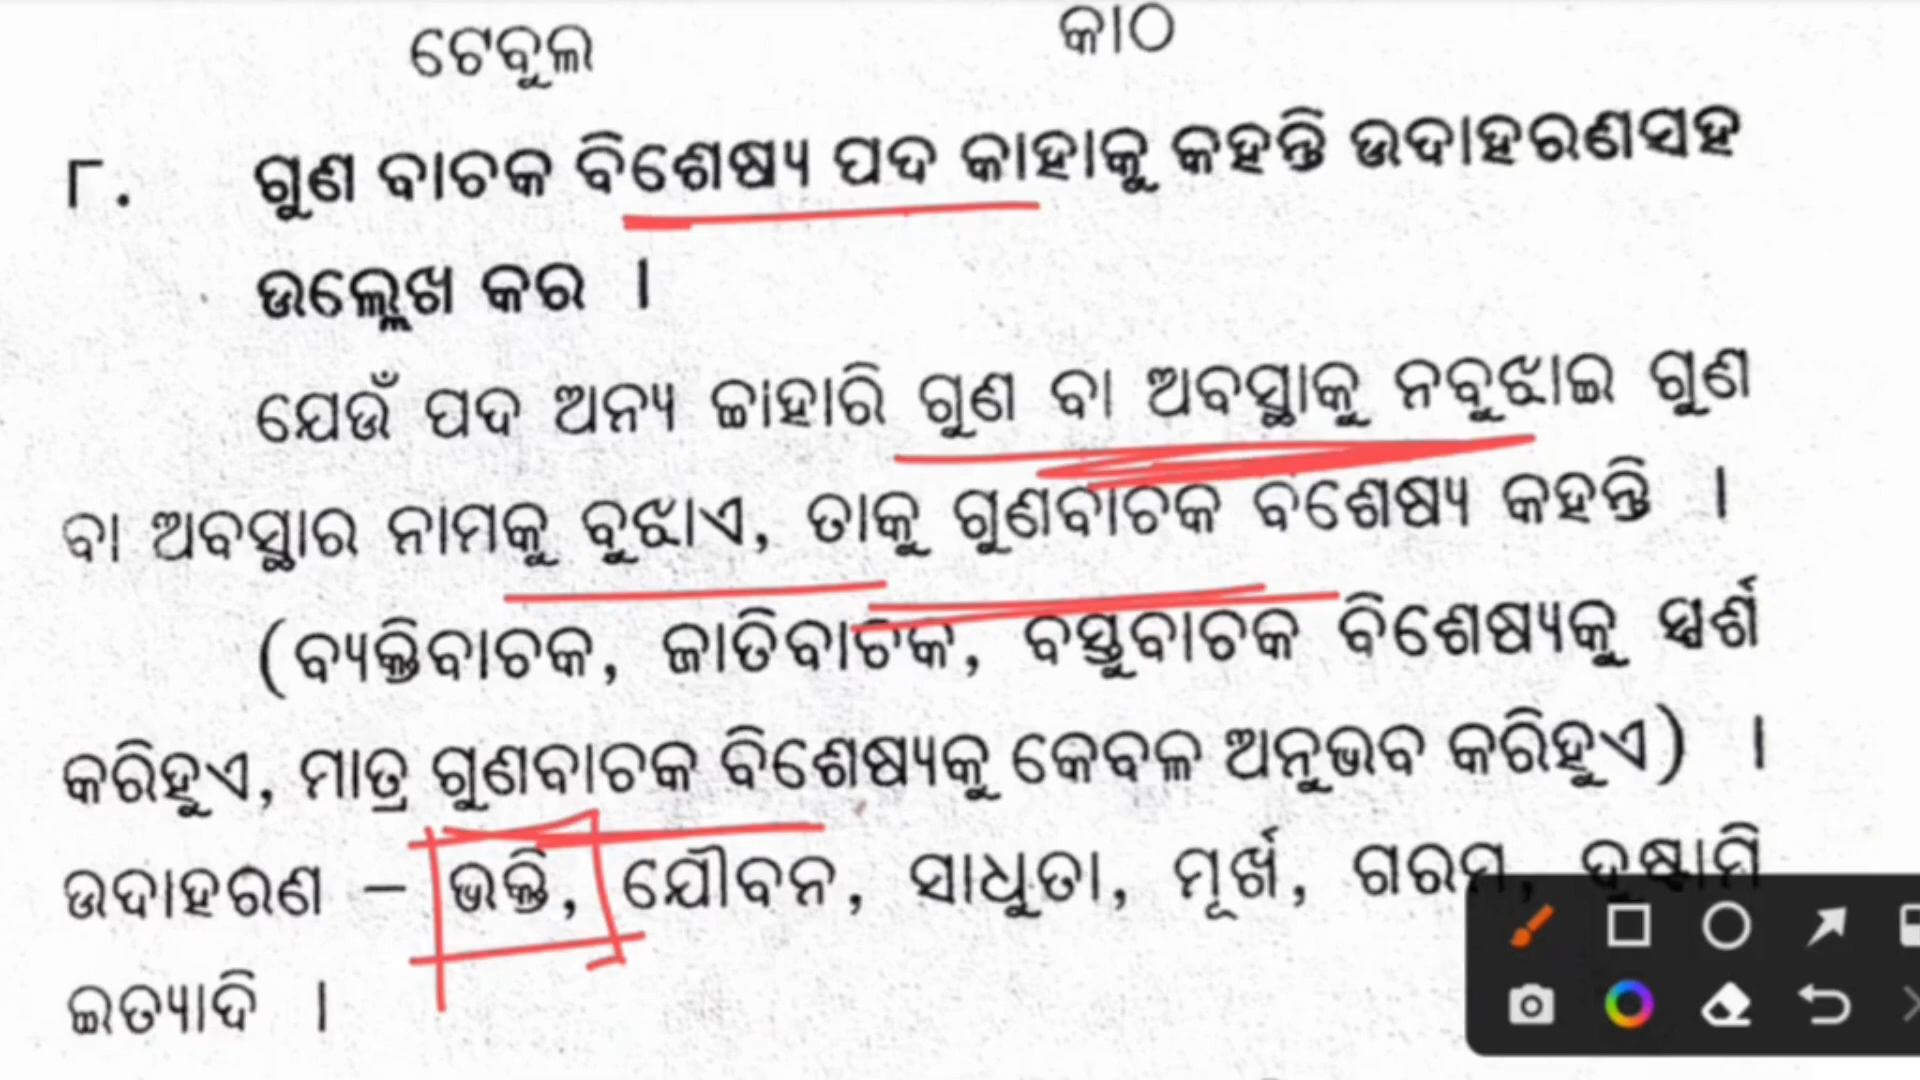 ଟେବୁଲ କାଠ
୮. ଗୁଣ ବାଚକ ବିଶେଷ୍ୟ ପଦ କାହାକୁ କହନ୍ତି ଉଦାହରଣସହ
ଉଲ୍ଲେଖ କର ।
ଯେଉଁ ପଦ ଅନ୍ୟ କାହାରି ଗୁଣ ବା ଅବସ୍ଥାକୁ ନବୁଝାଇ ଗୁଣ
ବା ଅବସ୍ଥାର ନାମକୁ ବୁଝାଏ, ତାକୁ ଗୁଣବାଚକ ବିଶେଷ୍ୟ କହନ୍ତି ।
(ବ୍ୟକ୍ତିବାଚକ, ଜାତିବାଚକ, ବସ୍ତୁବାଚକ ବିଶେଷ୍ୟକୁ ସ୍ପର୍ଶ
କରିହୁଏ, ମାତ୍ର ଗୁଣବାଚକ ବିଶେଷ୍ୟକୁ କେବଳ ଅନୁଭବ କରିହୁଏ) ।
ଉଦାହରଣ – ଭକ୍ତି, ଯୌବନ, ସାଧୁତା, ମୂର୍ଖ, ଗରମ, ଦୁଷ୍ଟାମି
ଇତ୍ୟାଦି ।